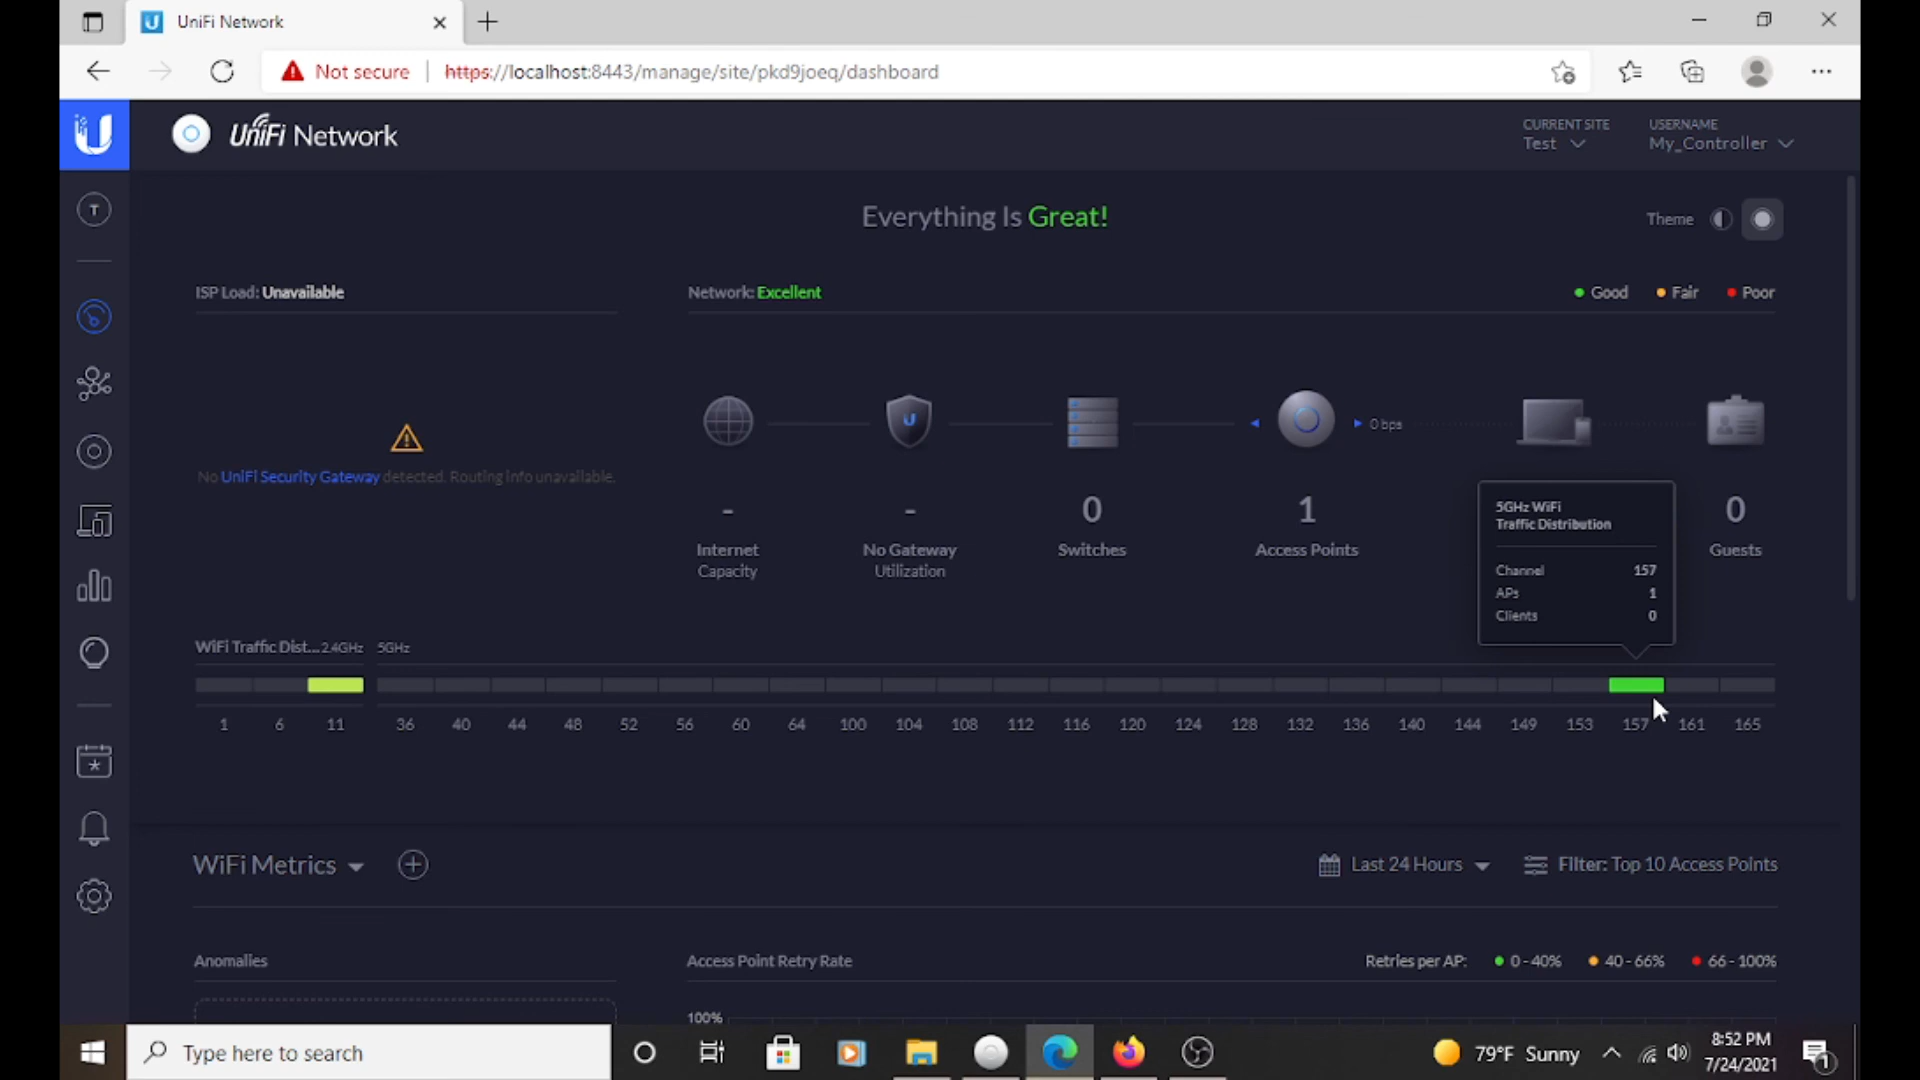 UniFi Network
Not secure
https://localhost:8443/manage/site/pkd9joeq/dashboard
UniFi Network
CURRENT SITE
Test
USERNAME
My_Controller
T
Everything Is Great!
Theme
ISP Load: Unavailable
Network: Excellent
Good
Fair
Poor
0 bps
No UniFi Security Gateway detected. Routing info unavailable.
-
Internet
Capacity
-
No Gateway
Utilization
0
Switches
1
Access Points
5GHz WiFi
Traffic Distribution
Channel 157
APs 1
Clients 0
0
Guests
WiFi Traffic Dist... 2.4GHz 5GHz
1 6 11 36 40 44 48 52 56 60 64 100 104 108 112 116 120 124 128 132 136 140 144 149 153 157 161 165
WiFi Metrics
Last 24 Hours
Filter: Top 10 Access Points
Anomalies
Access Point Retry Rate
Retries per AP: 0 - 40% 40 - 66% 66 - 100%
100%
Type here to search
79°F Sunny
8:52 PM
7/24/2021
1